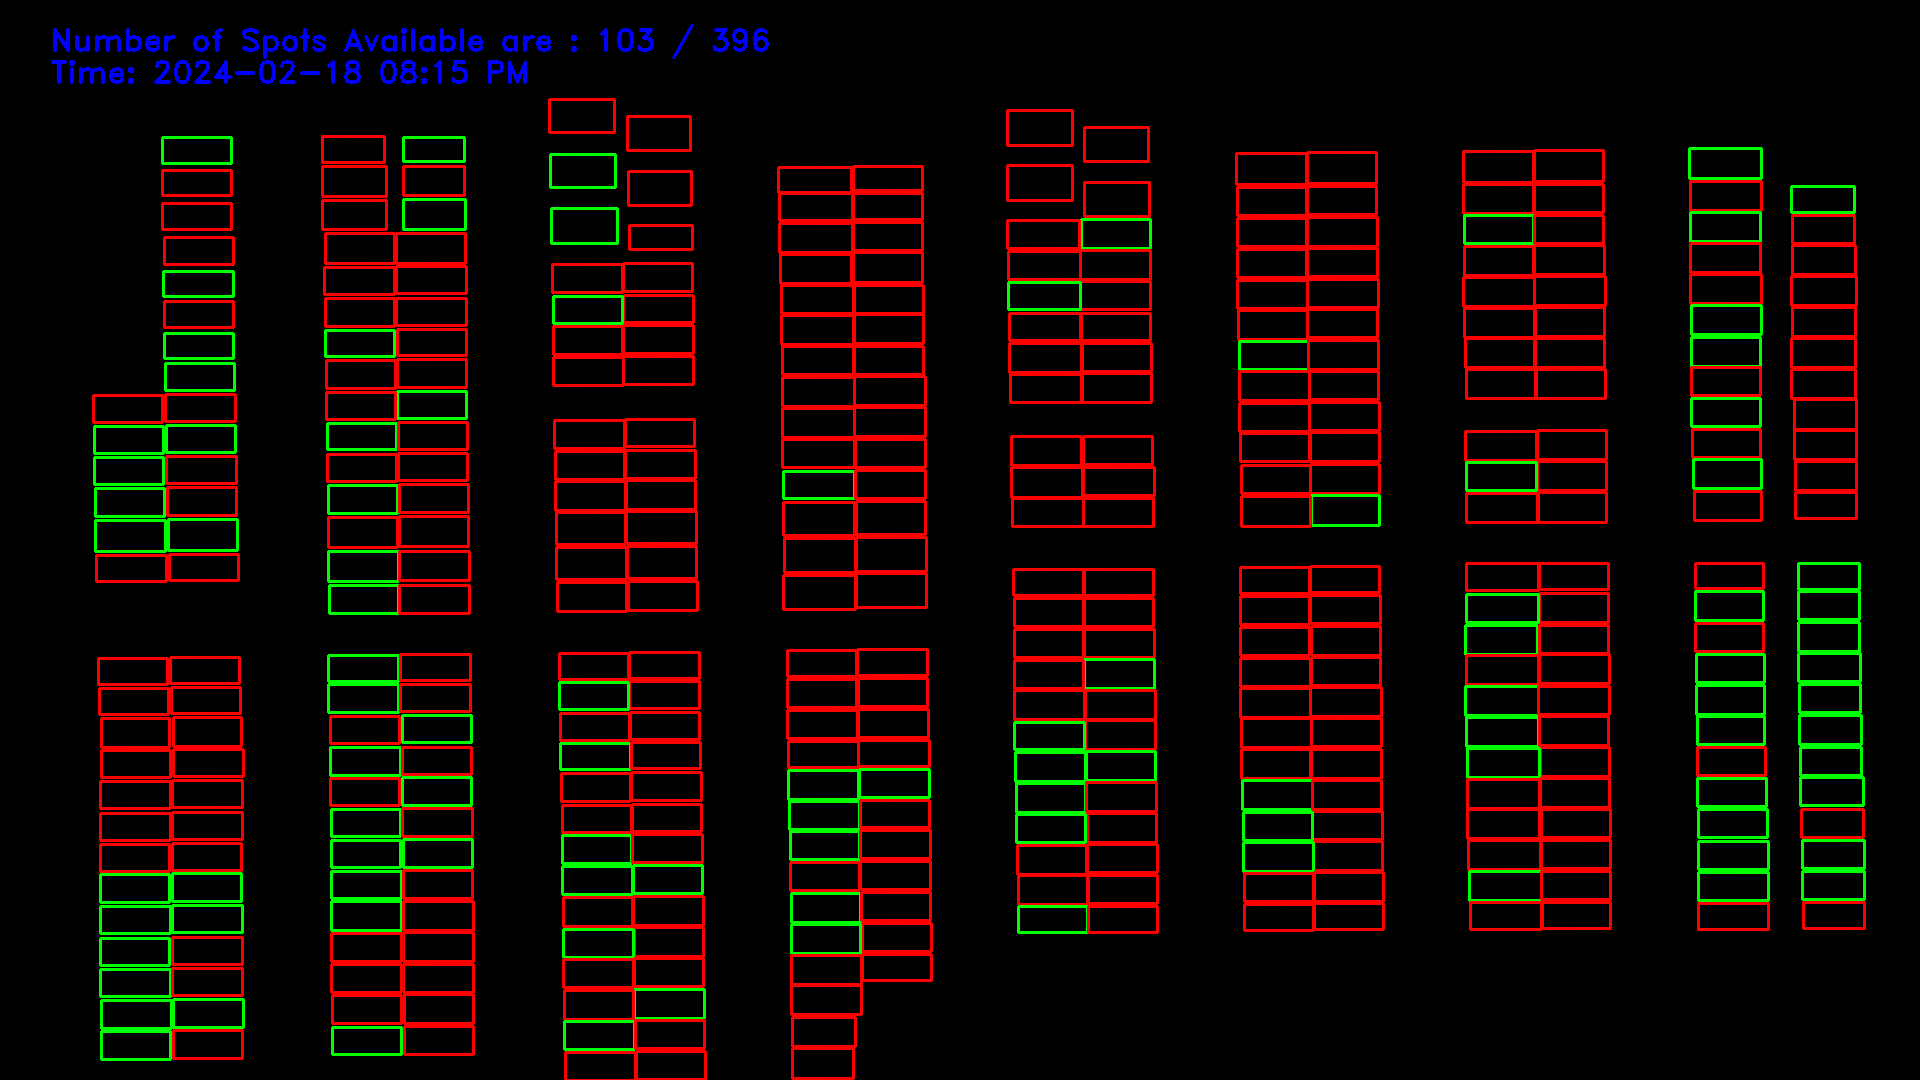 Number of Spots Available are : 103 / 396
Time: 2024-02-18 08:15 PM